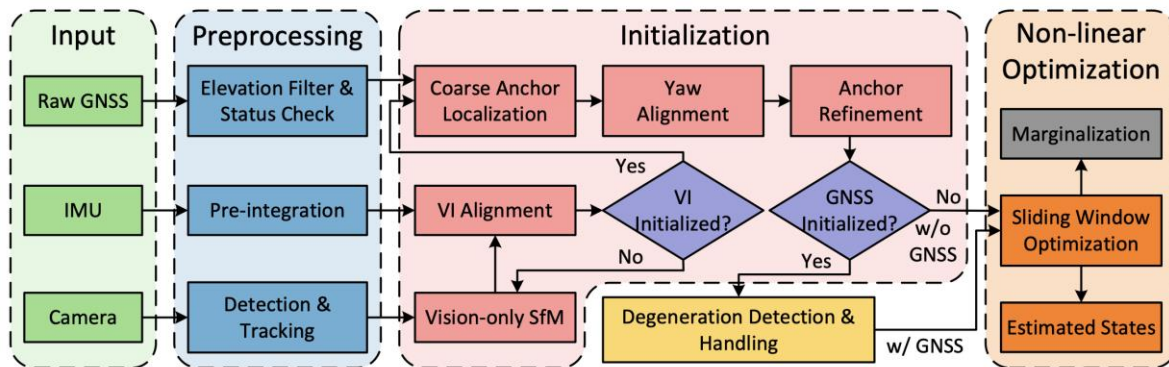 Input
Preprocessing
Initialization
Non-linear
Optimization
Raw GNSS
Elevation Filter &
Status Check
Coarse Anchor
Localization
Yaw
Alignment
Anchor
Refinement
Marginalization
Yes
IMU
Pre-integration
VI Alignment
VI
Initialized?
GNSS
Initialized?
No
w/o
GNSS
Sliding Window
Optimization
No
Yes
Camera
Detection &
Tracking
Vision-only SfM
Degeneration Detection &
Handling
w/ GNSS
Estimated States